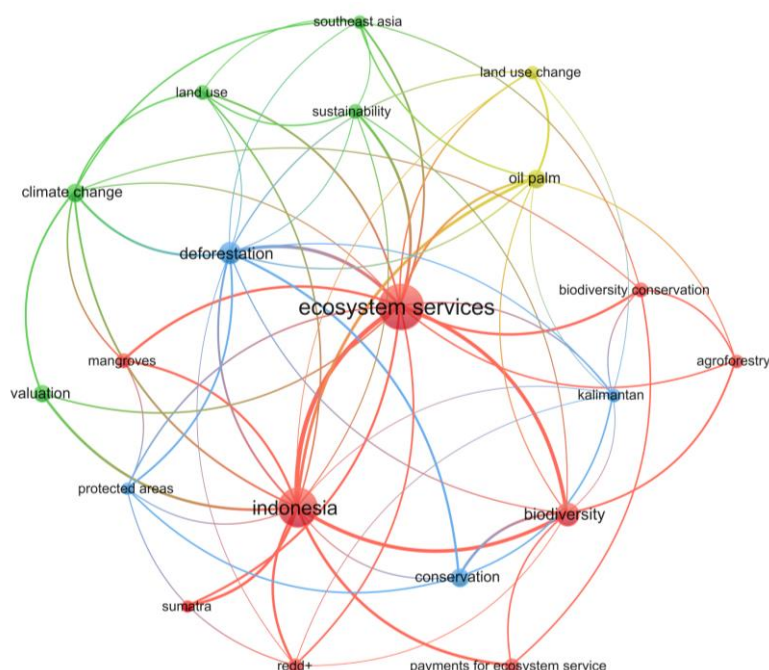 southeast asia
land use change
land use
sustainability
oil palm
climate change
deforestation
biodiversity conservation
ecosystem services
mangroves
agroforestry
valuation
kalimantan
protected areas
indonesia
biodiversity
conservation
sumatra
redd+
payments for ecosystem service